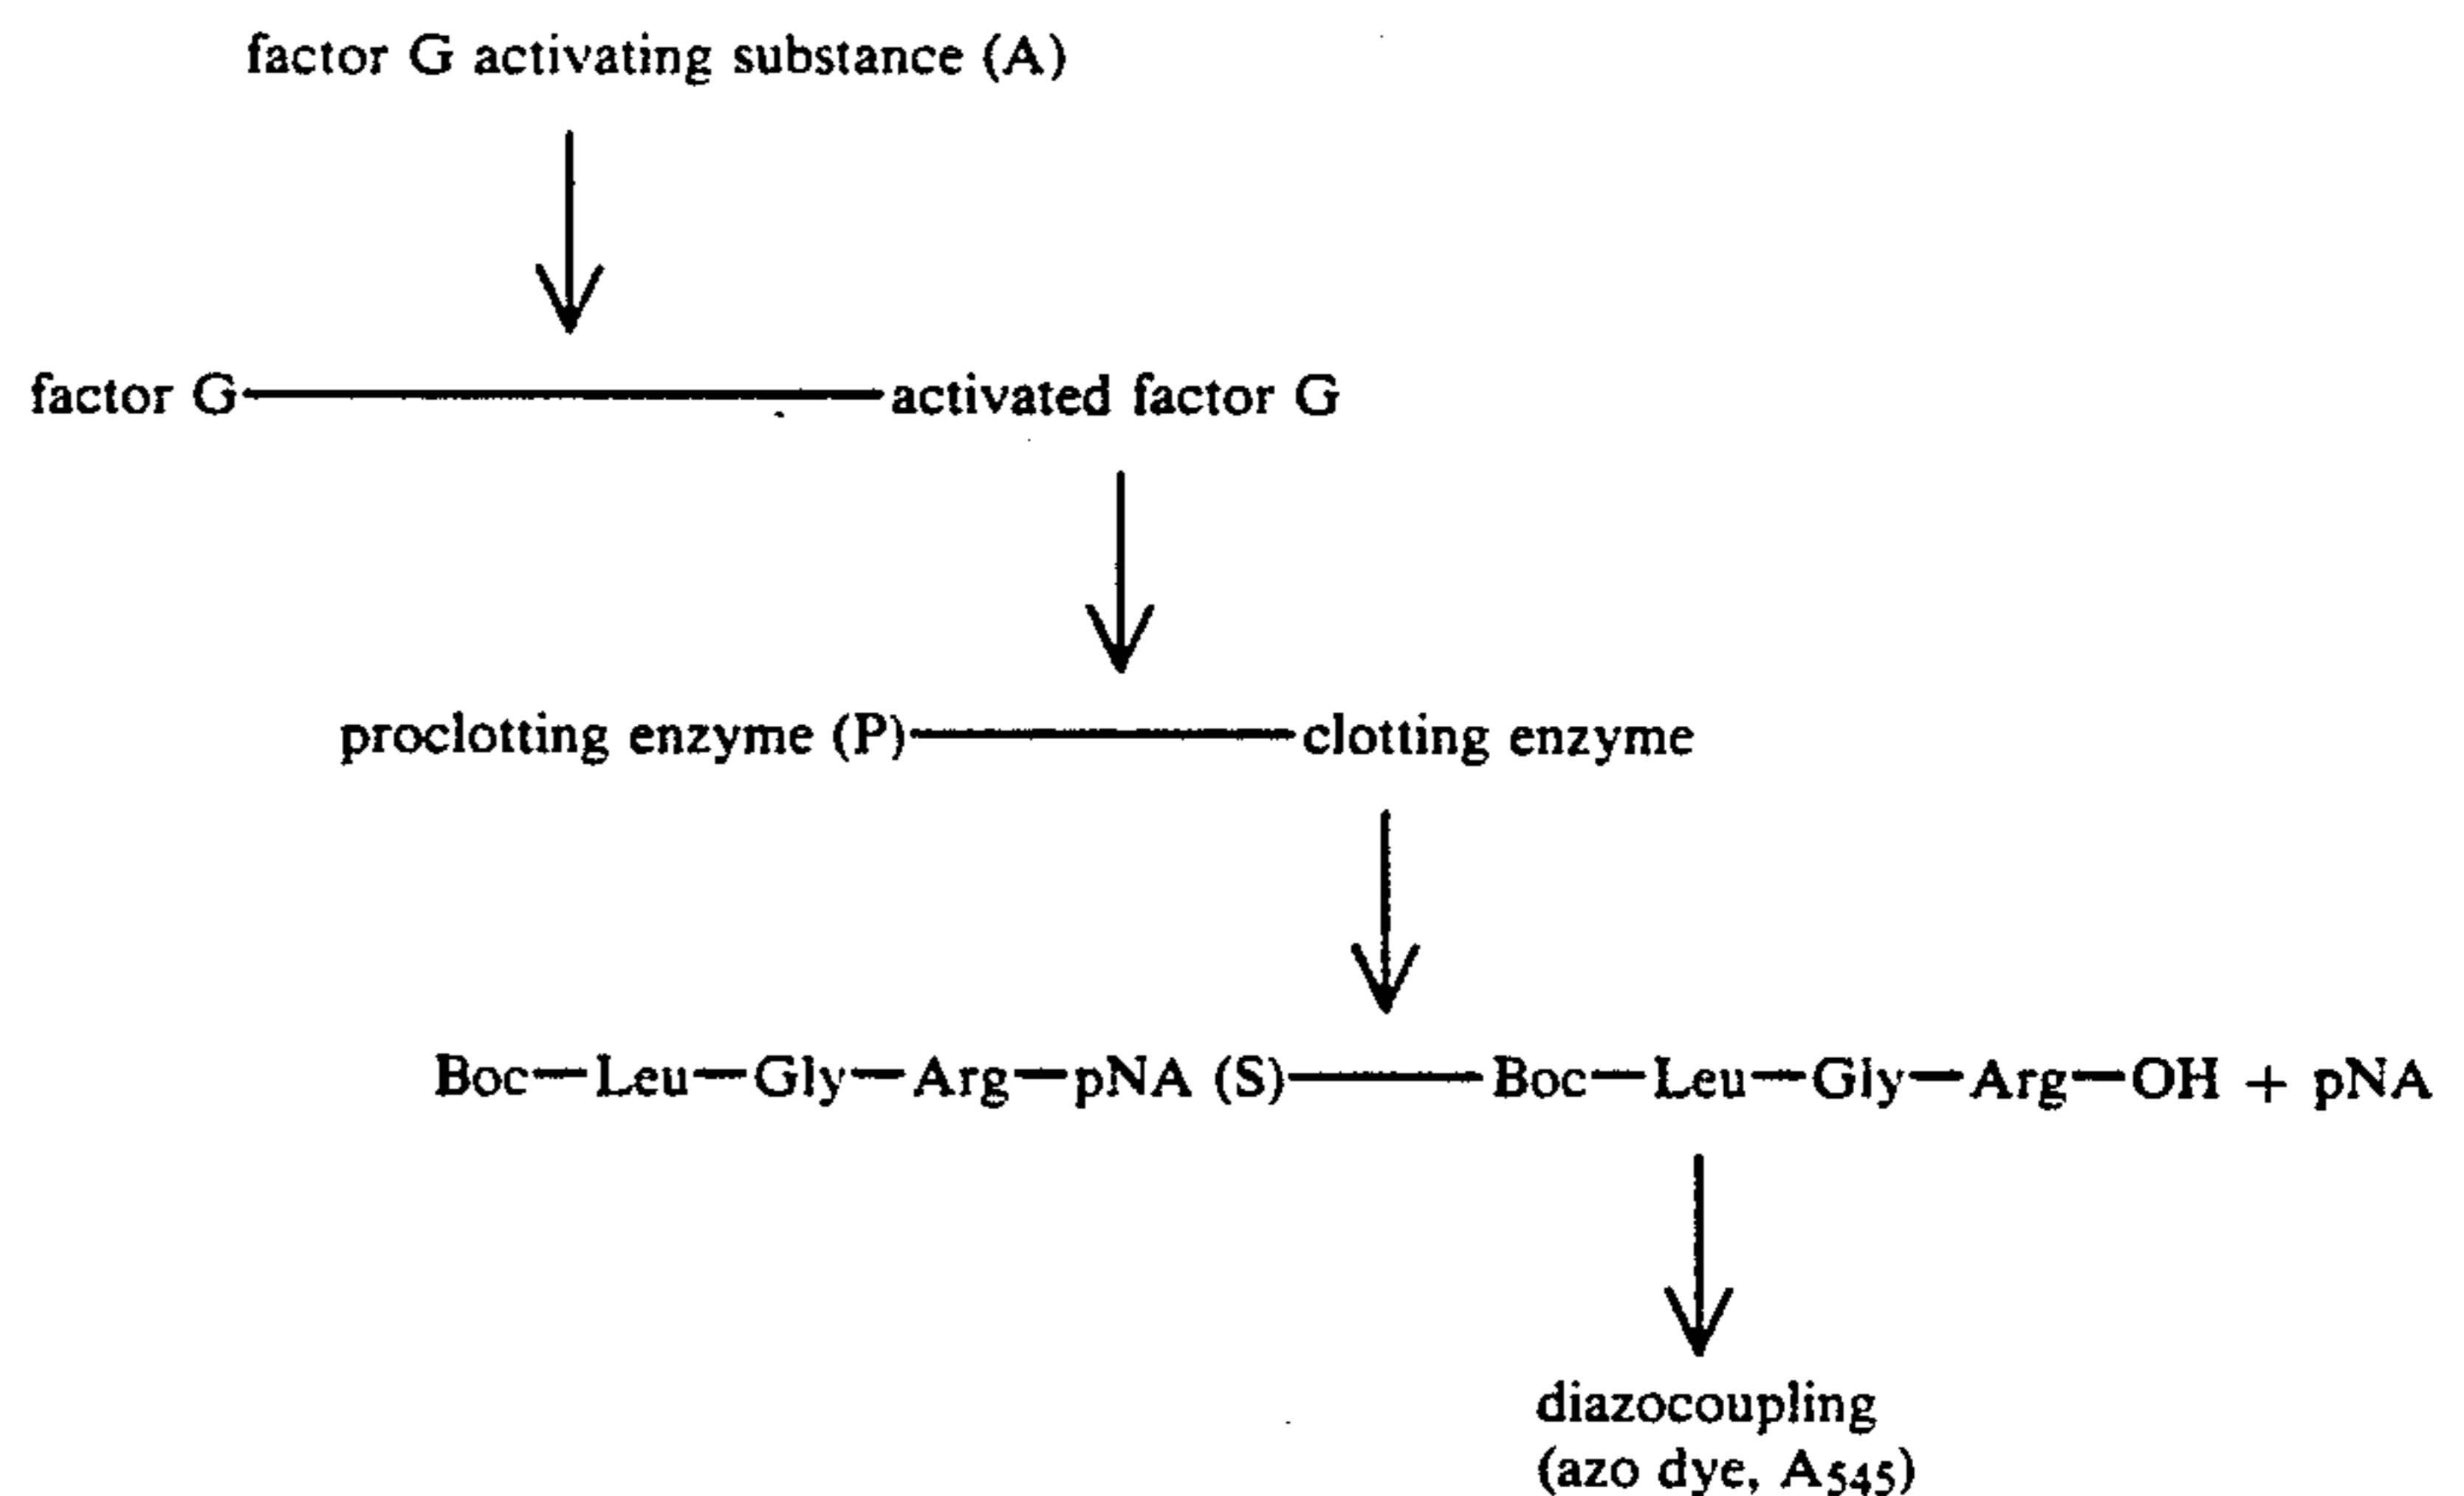 factor G activating substance (A)
factor G—activated factor G
proclotting enzyme (P)—clotting enzyme
Boc—Leu—Gly—Arg—pNA (S)—Boc—Leu—Gly—Arg—OH + pNA
diazocoupling
(azo dye, A545)